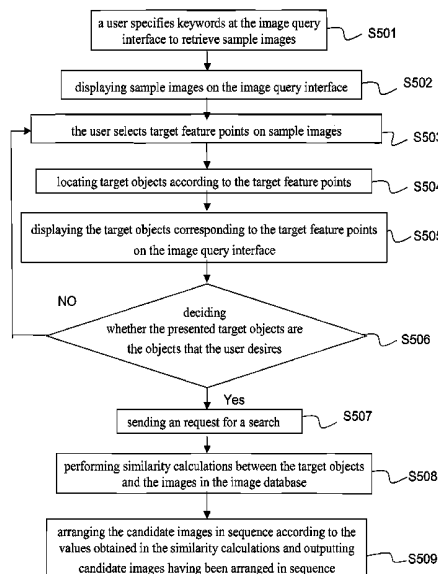 a user specifies keywords at the image query
interface to retrieve sample images
S501
displaying sample images on the image query interface
S502
the user selects target feature points on sample images
S503
locating target objects according to the target feature points
S504
displaying the target objects corresponding to the target feature points
on the image query interface
S505
NO
deciding
whether the presented target objects are
the objects that the user desires
S506
Yes
sending an request for a search
S507
performing similarity calculations between the target objects
and the images in the image database
S508
arranging the candidate images in sequence according to the
values obtained in the similarity calculations and outputting
candidate images having been arranged in sequence
S509